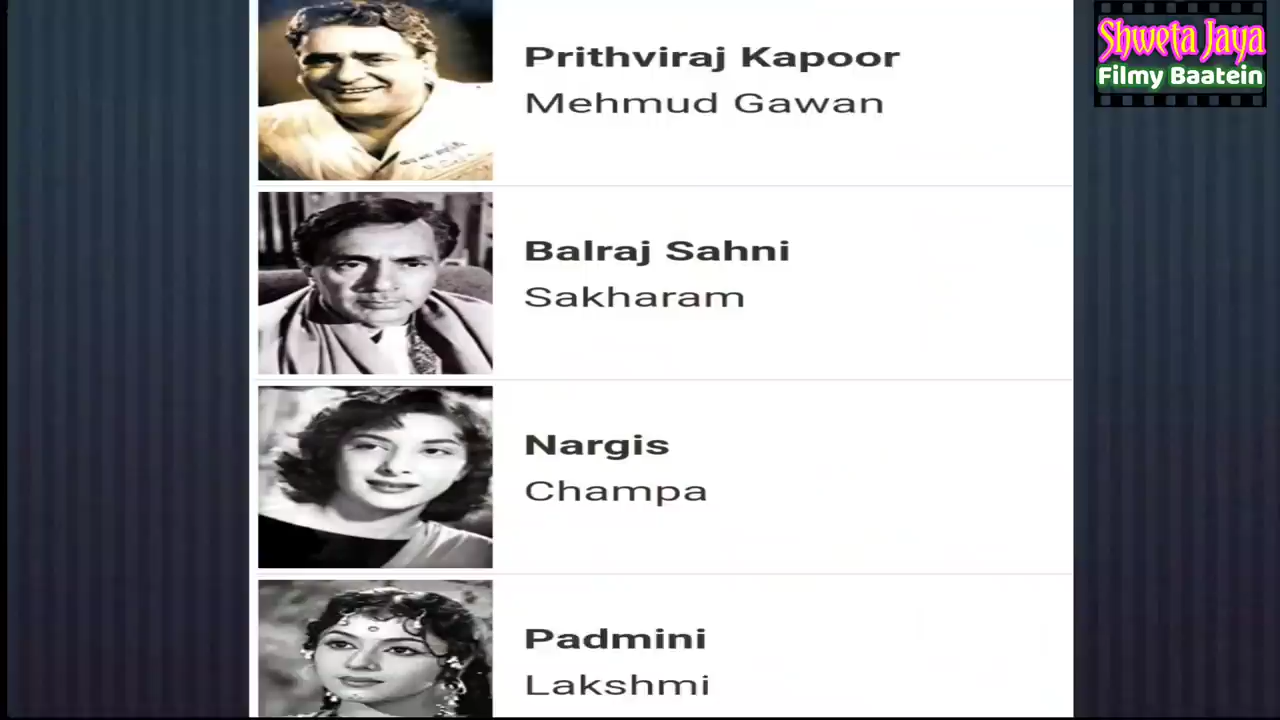 Shweta Jaya
Filmy Baatein
Prithviraj Kapoor
Mehmud Gawan
Balraj Sahni
Sakharam
Nargis
Champa
Padmini
Lakshmi